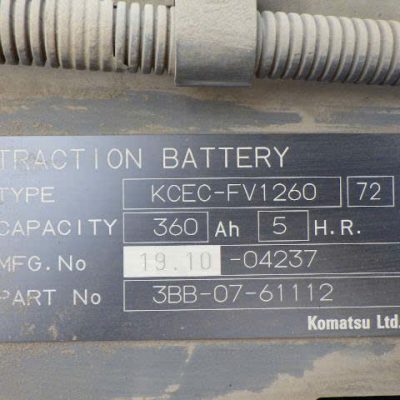 TRACTION BATTERY
TYPE KCEC-FV1260 72
CAPACITY 360 Ah 5 H.R.
MFG.No 19.10 -04237
PART No 3BB-07-61112
Komatsu Ltd.